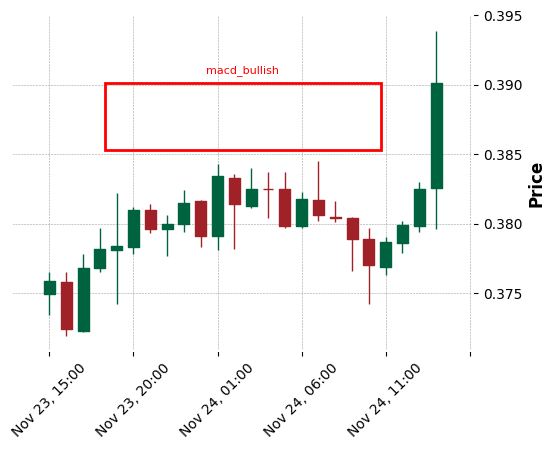 0.395
macd_bullish
0.390
0.385
0.380
0.375
Price
Nov 23, 15:00
Nov 23, 20:00
Nov 24, 01:00
Nov 24, 06:00
Nov 24, 11:00